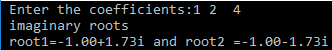 Enter the coefficients:1 2  4
imaginary roots
root1=-1.00+1.73i and root2 =-1.00-1.73i